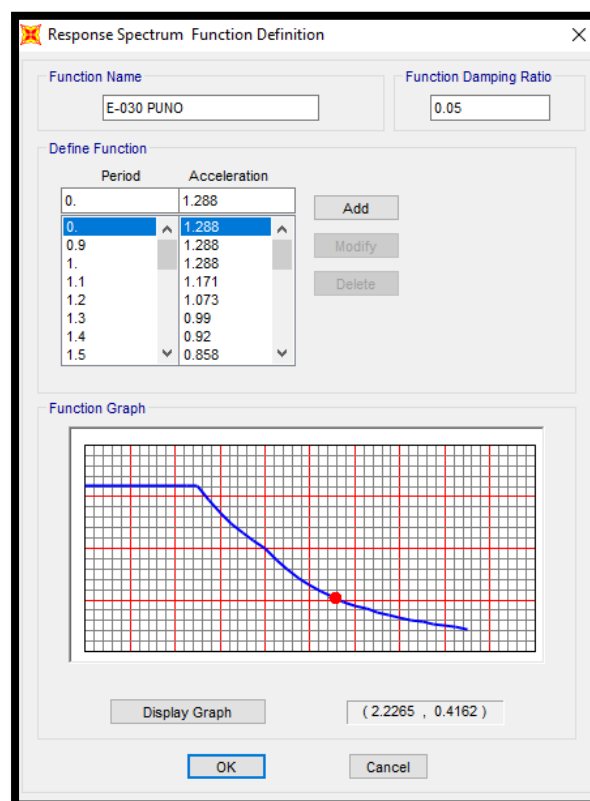 Response Spectrum Function Definition
Function Name
Function Damping Ratio
E-030 PUNO
0.05
Define Function
Period Acceleration
0. 1.288
Add
0. 1.288
0.9 1.288
Modify
1. 1.288
1.1 1.171
Delete
1.2 1.073
1.3 0.99
1.4 0.92
1.5 0.858
Function Graph
Display Graph
( 2.2265 , 0.4162 )
OK
Cancel